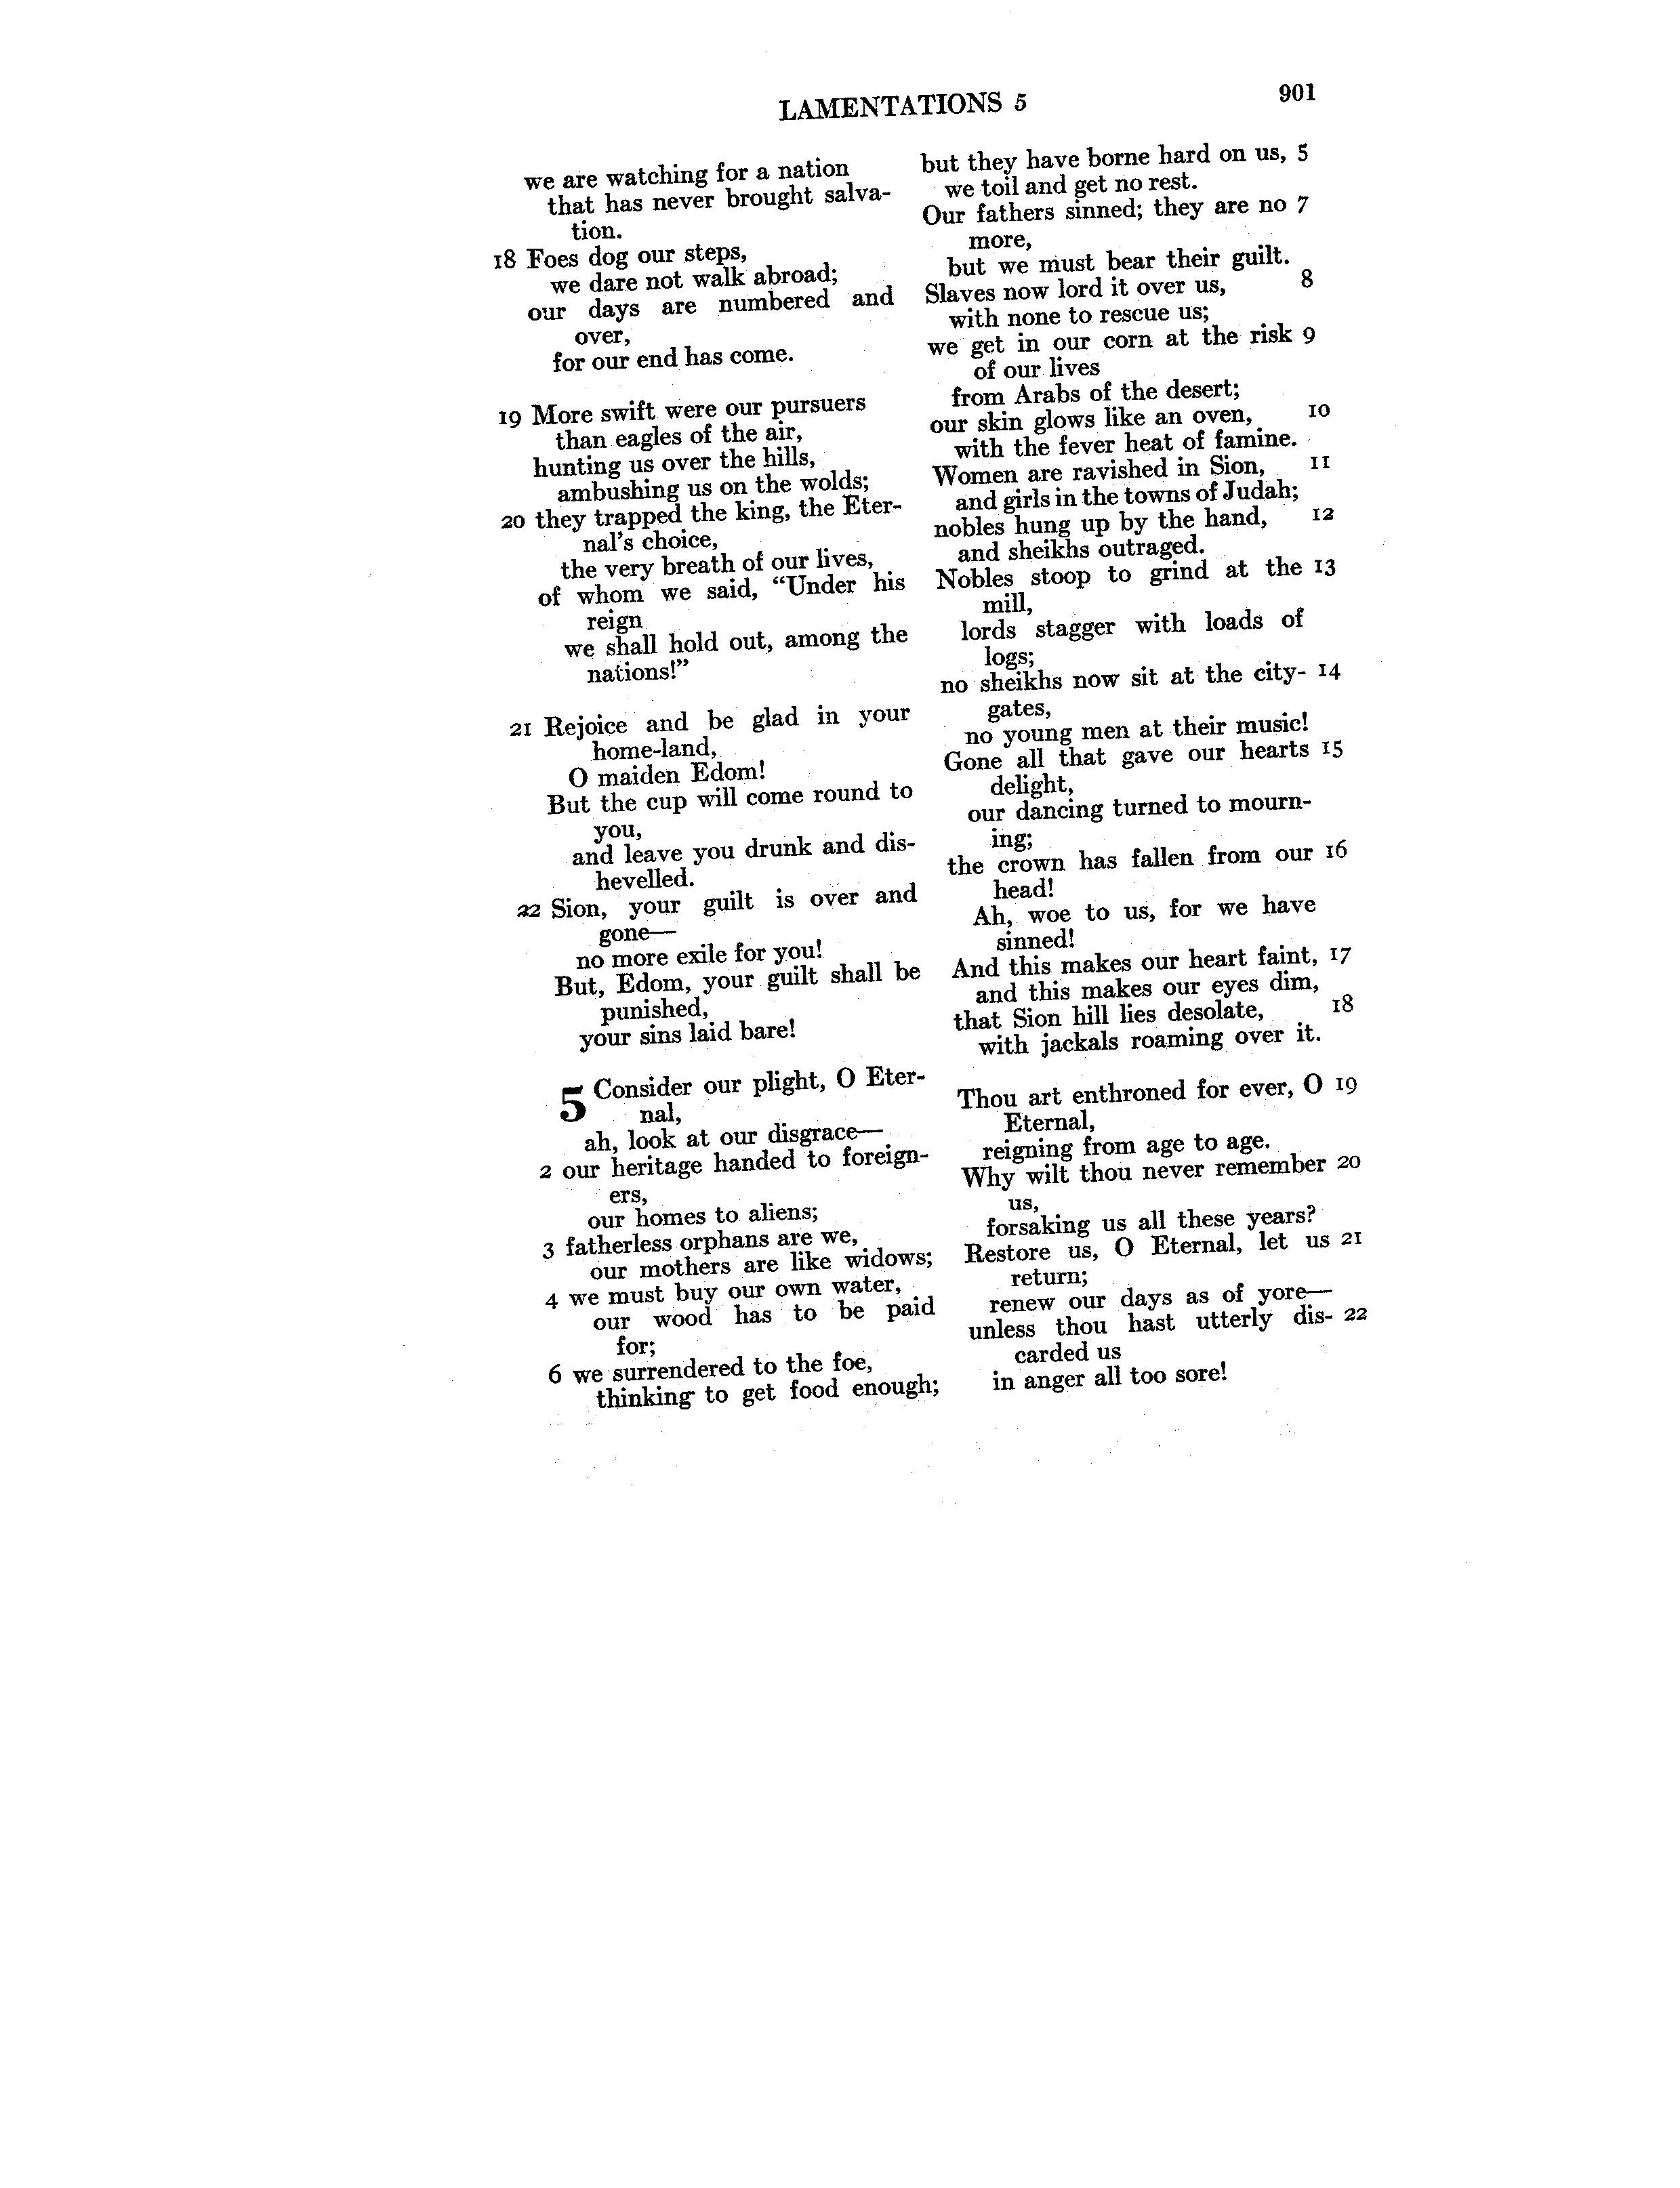 LAMENTATIONS 5
901
we are watching for a nation
that has never brought salva-
tion.
18 Foes dog our steps,
we dare not walk abroad;
our days are numbered and
over,
for our end has come.
19 More swift were our pursuers
than eagles of the air,
hunting us over the hills,
ambushing us on the wolds;
20 they trapped the king, the Eter-
nal's choice,
the very breath of our lives,
of whom we said, “Under his
reign
we shall hold out, among the
nations!”
21 Rejoice and be glad in your
home-land,
O maiden Edom!
But the cup will come round to
you,
and leave you drunk and dis-
hevelled.
22 Sion, your guilt is over and
gone—
no more exile for you!
But, Edom, your guilt shall be
punished,
your sins laid bare!
5 Consider our plight, O Eter-
nal,
ah, look at our disgrace—
2 our heritage handed to foreign-
ers,
our homes to aliens;
3 fatherless orphans are we,
our mothers are like widows;
4 we must buy our own water,
our wood has to be paid
for;
6 we surrendered to the foe,
thinking to get food enough;
but they have borne hard on us, 5
we toil and get no rest.
Our fathers sinned; they are no 7
more,
but we must bear their guilt.
Slaves now lord it over us, 8
with none to rescue us;
we get in our corn at the risk 9
of our lives
from Arabs of the desert;
our skin glows like an oven, 10
with the fever heat of famine.
Women are ravished in Sion, 11
and girls in the towns of Judah;
nobles hung up by the hand, 12
and sheikhs outraged.
Nobles stoop to grind at the 13
mill,
lords stagger with loads of
logs;
no sheikhs now sit at the city- 14
gates,
no young men at their music!
Gone all that gave our hearts 15
delight,
our dancing turned to mourn-
ing;
the crown has fallen from our 16
head!
Ah, woe to us, for we have
sinned!
And this makes our heart faint, 17
and this makes our eyes dim,
that Sion hill lies desolate, 18
with jackals roaming over it.
Thou art enthroned for ever, O 19
Eternal,
reigning from age to age.
Why wilt thou never remember 20
us,
forsaking us all these years?
Restore us, O Eternal, let us 21
return;
renew our days as of yore—
unless thou hast utterly dis- 22
carded us
in anger all too sore!